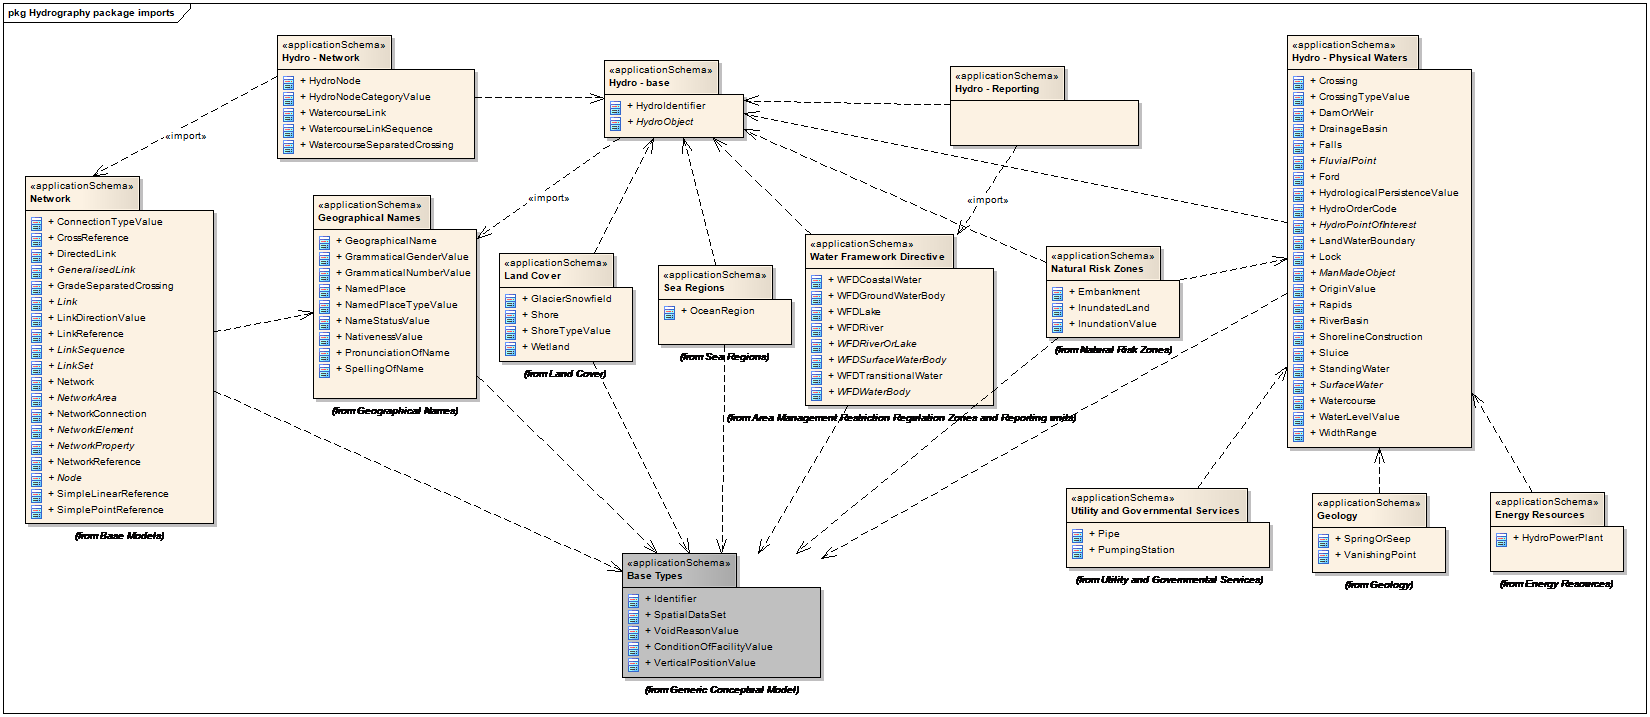 pkg Hydrography package imports
«applicationSchema»
Hydro - Network
+ HydroNode
+ HydroNodeCategoryValue
+ WatercourseLink
+ WatercourseLinkSequence
+ WatercourseSeparatedCrossing
«applicationSchema»
Hydro - base
+ HydroIdentifier
+ HydroObject
«applicationSchema»
Hydro - Reporting
«applicationSchema»
Hydro - Physical Waters
+ Crossing
+ CrossingTypeValue
+ DamOrWeir
+ DrainageBasin
+ Falls
+ FluvialPoint
+ Ford
+ HydrologicalPersistenceValue
+ HydroOrderCode
+ HydroPointOfInterest
+ LandWaterBoundary
+ Lock
+ ManMadeObject
+ OriginValue
+ Rapids
+ RiverBasin
+ ShorelineConstruction
+ Sluice
+ StandingWater
+ SurfaceWater
+ Watercourse
+ WaterLevelValue
+ WidthRange
«import»
«import»
«import»
«applicationSchema»
Network
+ ConnectionTypeValue
+ CrossReference
+ DirectedLink
+ GeneralisedLink
+ GradeSeparatedCrossing
+ Link
+ LinkDirectionValue
+ LinkReference
+ LinkSequence
+ LinkSet
+ Network
+ NetworkArea
+ NetworkConnection
+ NetworkElement
+ NetworkProperty
+ NetworkReference
+ Node
+ SimpleLinearReference
+ SimplePointReference
(from Base Models)
«applicationSchema»
Geographical Names
+ GeographicalName
+ GrammaticalGenderValue
+ GrammaticalNumberValue
+ NamedPlace
+ NamedPlaceTypeValue
+ NameStatusValue
+ NativenessValue
+ PronunciationOfName
+ SpellingOfName
(from Geographical Names)
«applicationSchema»
Land Cover
+ GlacierSnowfield
+ Shore
+ ShoreTypeValue
+ Wetland
(from Land Cover)
«applicationSchema»
Sea Regions
+ OceanRegion
(from Sea Regions)
«applicationSchema»
Water Framework Directive
+ WFDCoastalWater
+ WFDGroundWaterBody
+ WFDLake
+ WFDRiver
+ WFDRiverOrLake
+ WFDSurfaceWaterBody
+ WFDTransitionalWater
+ WFDWaterBody
(from Area Management Restriction Regulation Zones and Reporting units)
«applicationSchema»
Natural Risk Zones
+ Embankment
+ InundatedLand
+ InundationValue
(from Natural Risk Zones)
«applicationSchema»
Utility and Governmental Services
+ Pipe
+ PumpingStation
(from Utility and Governmental Services)
«applicationSchema»
Geology
+ SpringOrSeep
+ VanishingPoint
(from Geology)
«applicationSchema»
Energy Resources
+ HydroPowerPlant
(from Energy Resources)
«applicationSchema»
Base Types
+ Identifier
+ SpatialDataSet
+ VoidReasonValue
+ ConditionOfFacilityValue
+ VerticalPositionValue
(from Generic Conceptual Model)